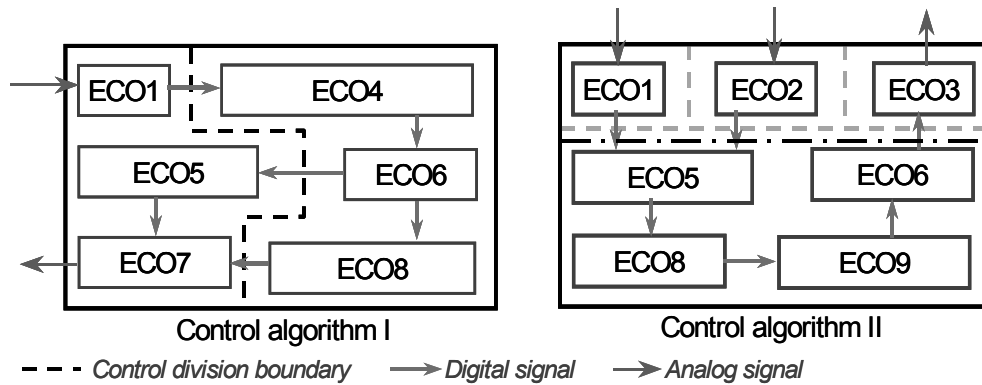 ECO1
ECO4
ECO5
ECO6
ECO7
ECO8
Control algorithm I
ECO1
ECO2
ECO3
ECO5
ECO6
ECO8
ECO9
Control algorithm II
Control division boundary
Digital signal
Analog signal